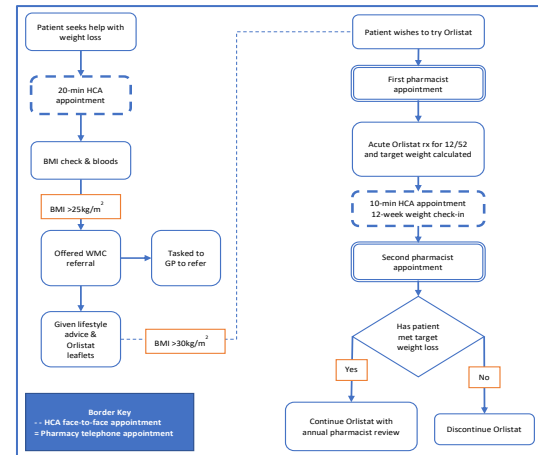 Patient seeks help with
weight loss
20-min HCA
appointment
BMI check & bloods
BMI >25kg/m²
Offered WMC
referral
Tasked to
GP to refer
Given lifestyle
advice &
Orlistat
leaflets
BMI >30kg/m²
Border Key
- - HCA face-to-face appointment
= Pharmacy telephone appointment
Patient wishes to try Orlistat
First pharmacist
appointment
Acute Orlistat rx for 12/52
and target weight calculated
10-min HCA appointment
12-week weight check-in
Second pharmacist
appointment
Has patient
met target
weight loss
Yes
No
Continue Orlistat with
annual pharmacist review
Discontinue Orlistat